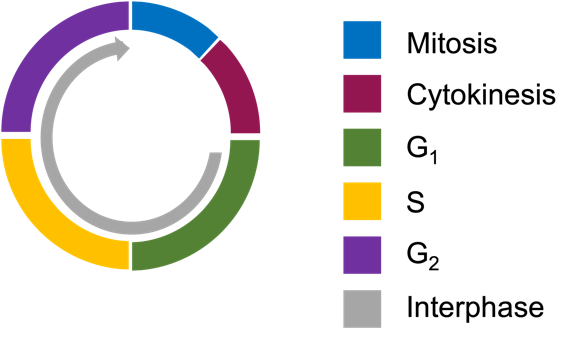 Mitosis
Cytokinesis
G₁
S
G₂
Interphase